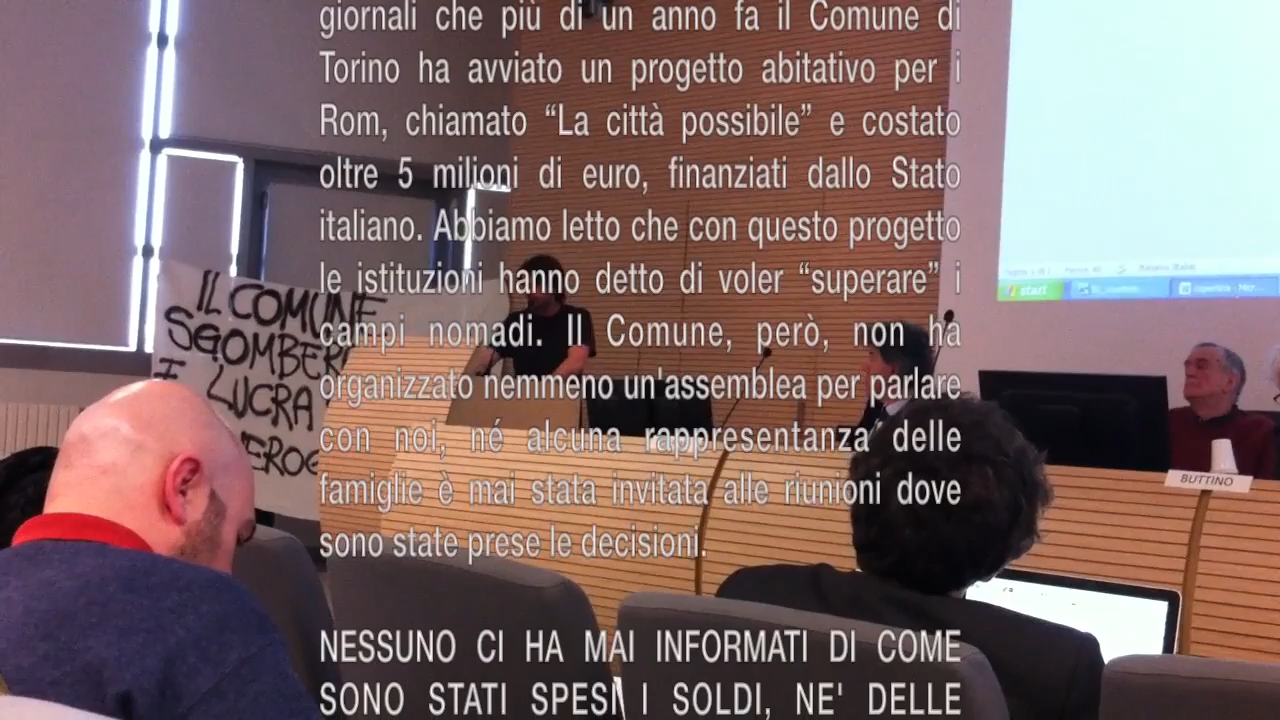 giornali che più di un anno fa il Comune di
Torino ha avviato un progetto abitativo per i
Rom, chiamato “La città possibile” e costato
oltre 5 milioni di euro, finanziati dallo Stato
italiano. Abbiamo letto che con questo progetto
le istituzioni hanno detto di voler “superare” i
campi nomadi. Il Comune, però, non ha
organizzato nemmeno un'assemblea per parlare
con noi, né alcuna rappresentanza delle
famiglie è mai stata invitata alle riunioni dove
sono state prese le decisioni.
NESSUNO CI HA MAI INFORMATI DI COME
SONO STATI SPESI I SOLDI, NE' DELLE
IL COMUNE
SGOMBER
E LUCRA
start
BUTTINO